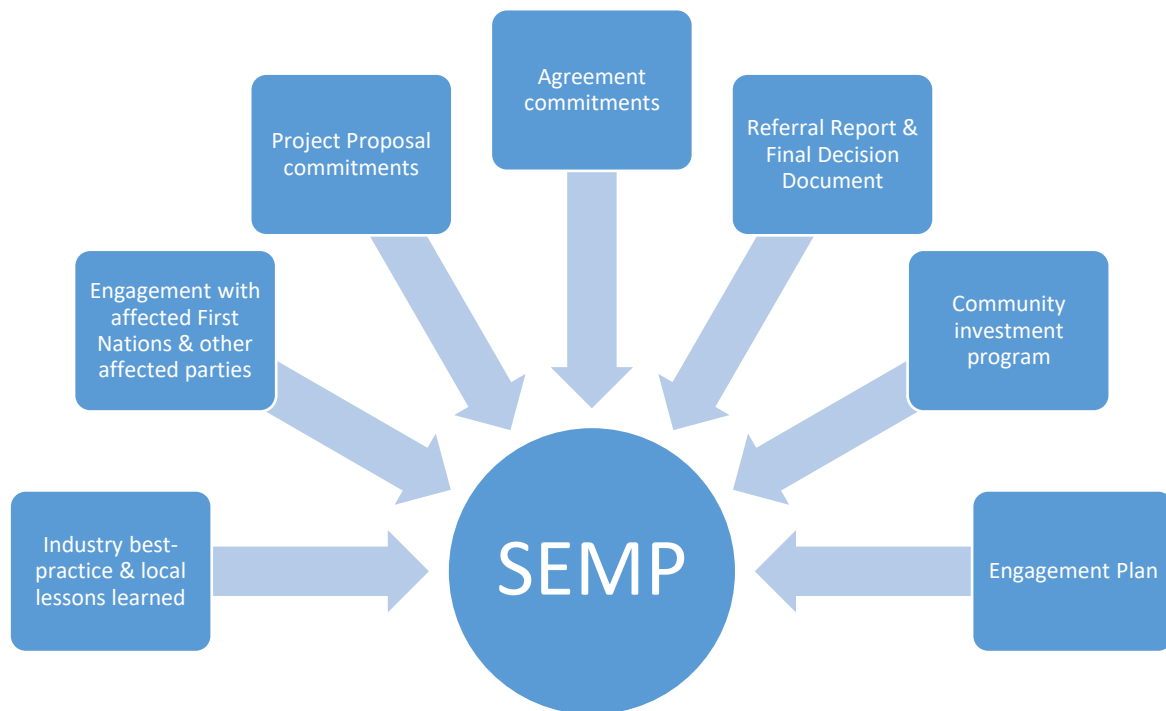 Agreement
commitments
Project Proposal
commitments
Referral Report &
Final Decision
Document
Engagement with
affected First
Nations & other
affected parties
Community
investment
program
Industry best-
practice & local
lessons learned
SEMP
Engagement Plan